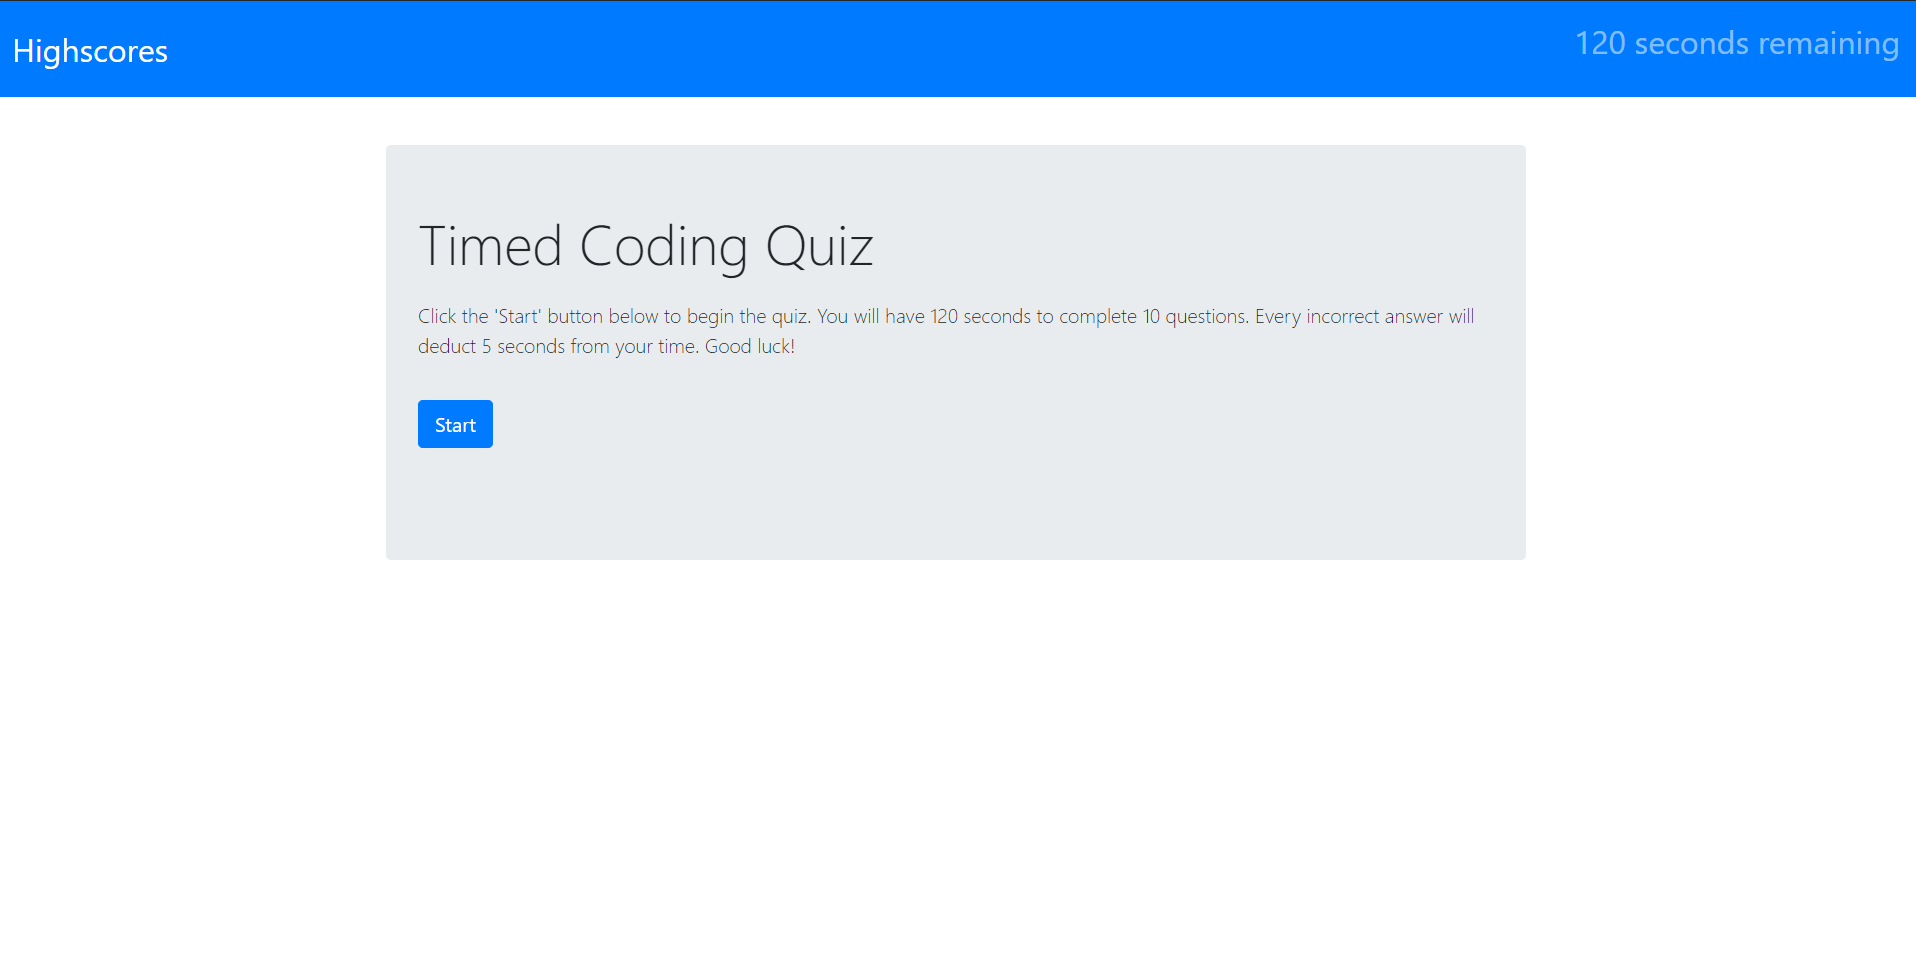 Highscores
120 seconds remaining
Timed Coding Quiz
Click the 'Start' button below to begin the quiz. You will have 120 seconds to complete 10 questions. Every incorrect answer will
deduct 5 seconds from your time. Good luck!
Start